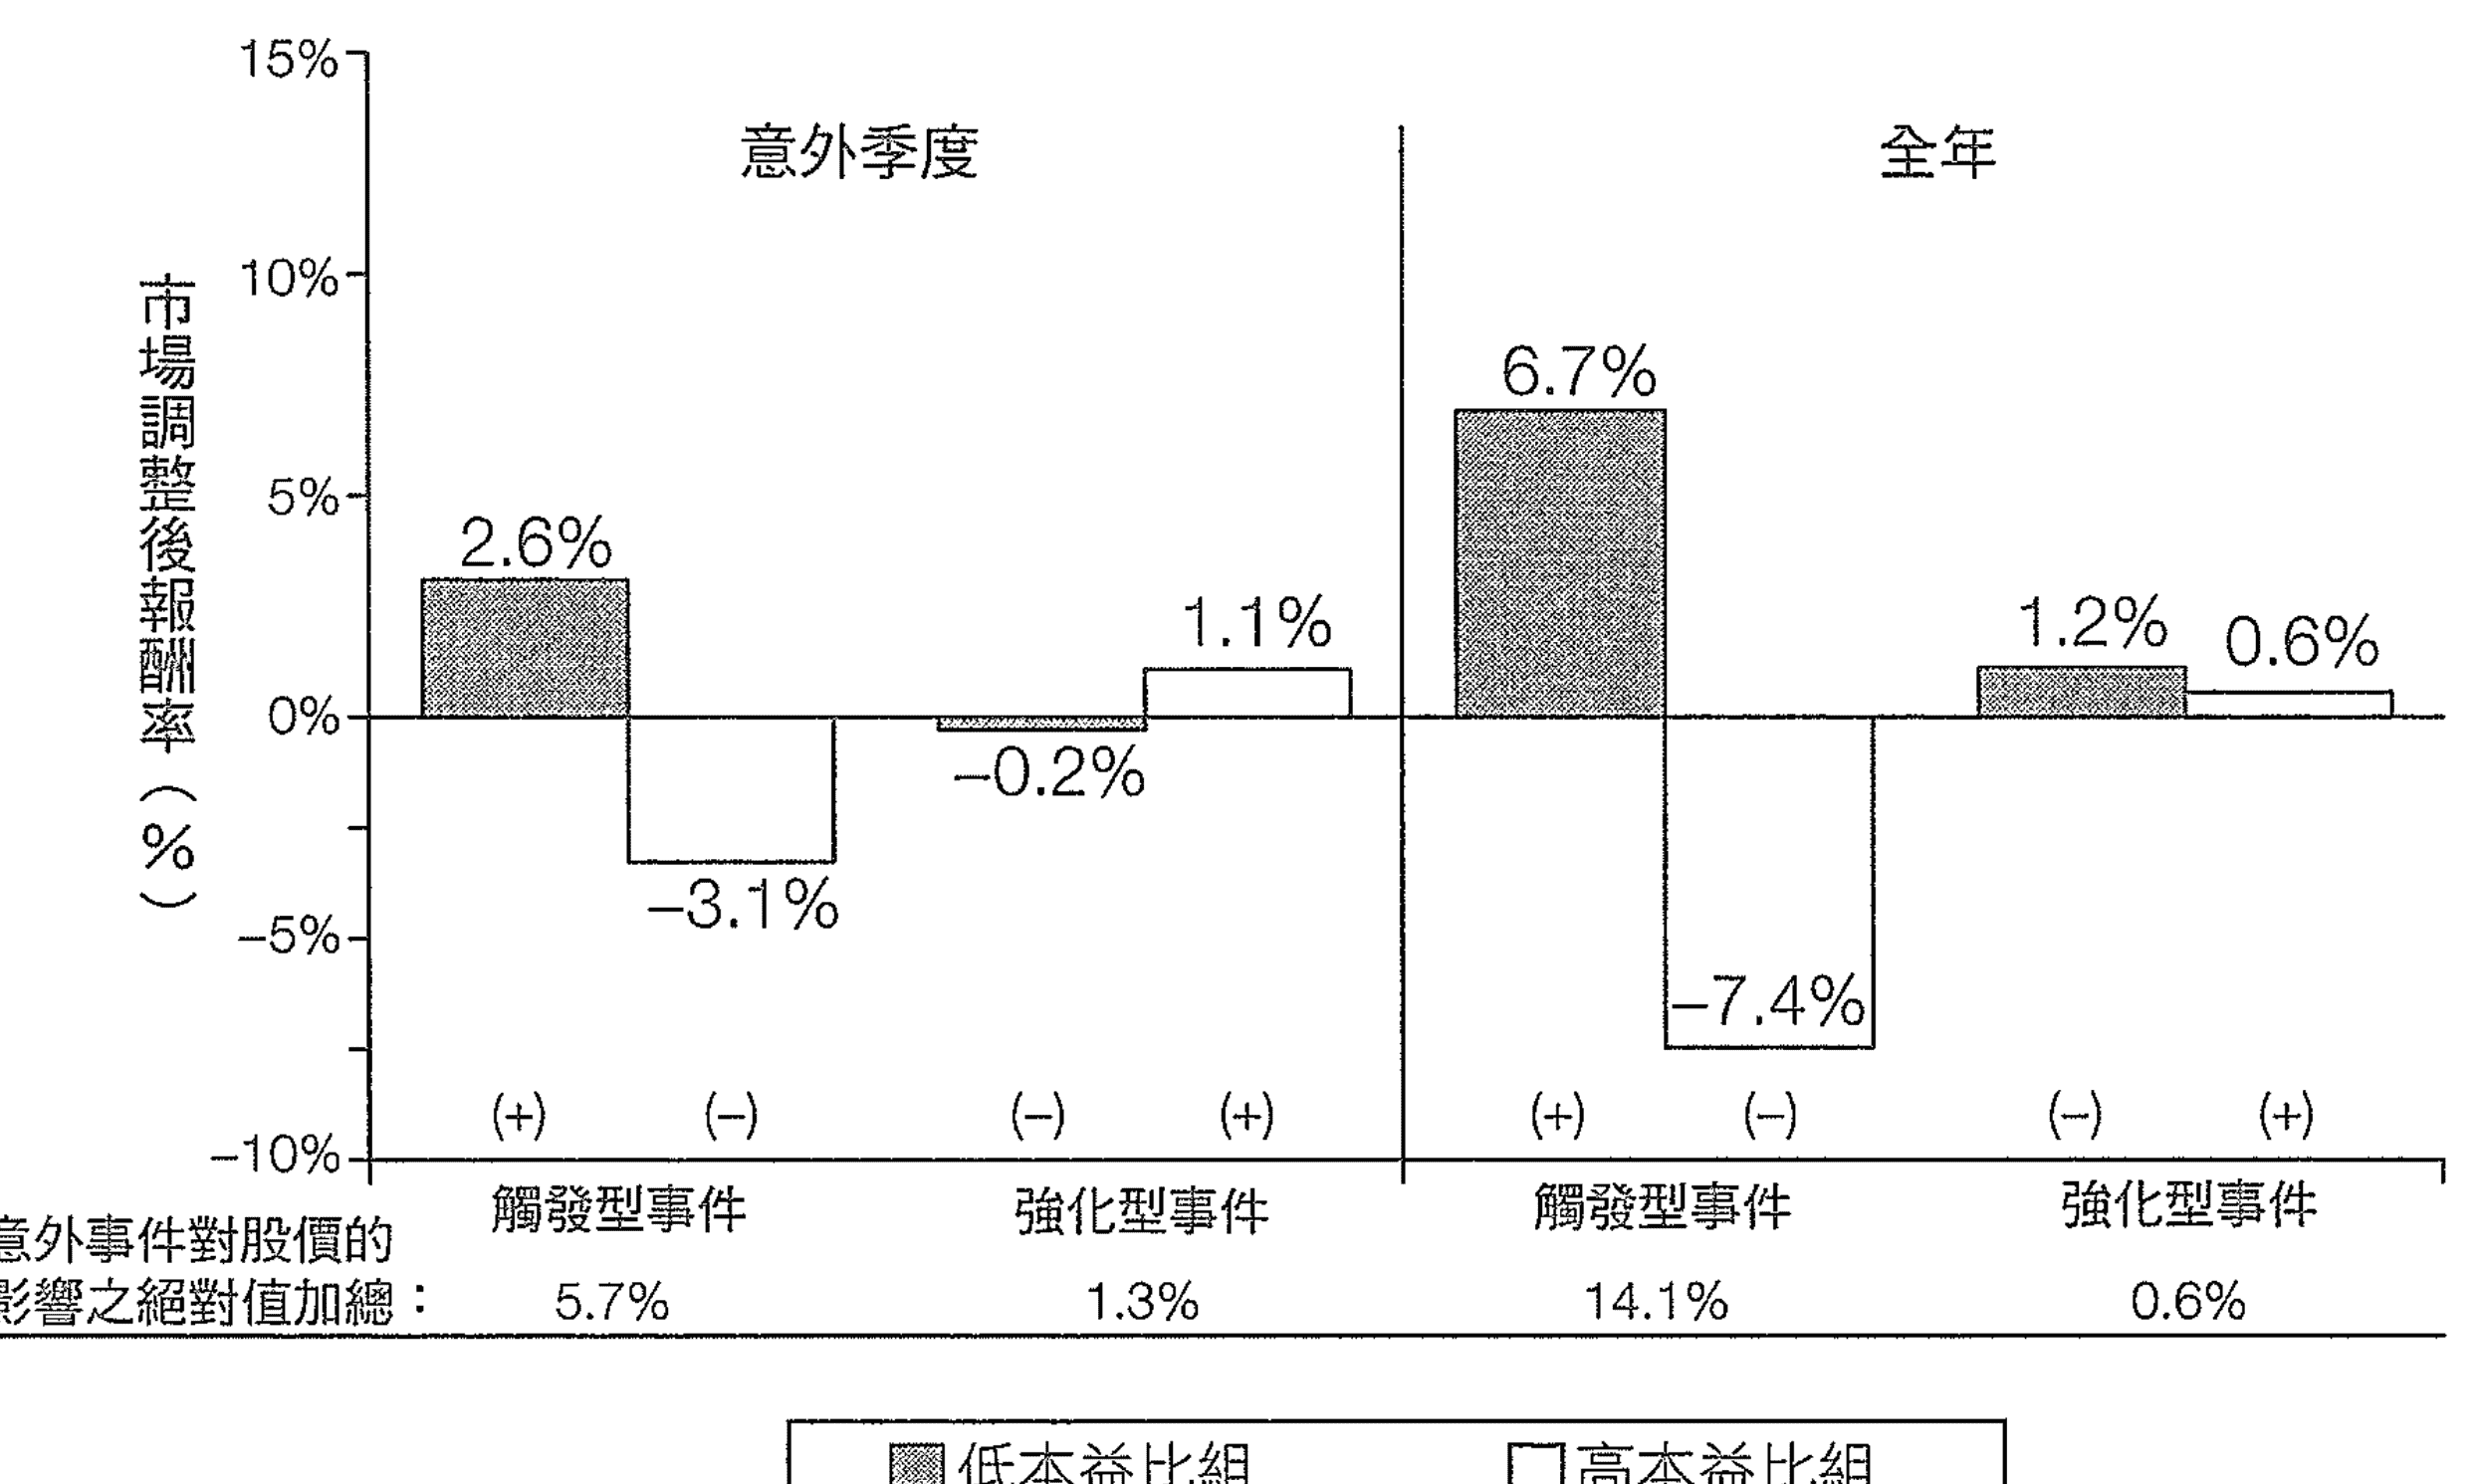 15%
意外季度
全年
10%
市場調整後報酬率(%)
6.7%
5%
2.6%
1.1%
1.2%
0.6%
0%
−0.2%
−3.1%
−5%
−7.4%
(+) (−) (−) (+) (+) (−) (−) (+)
−10%
觸發型事件 強化型事件 觸發型事件 強化型事件
意外事件對股價的
影響之絕對值加總： 5.7% 1.3% 14.1% 0.6%
低本益比組 高本益比組